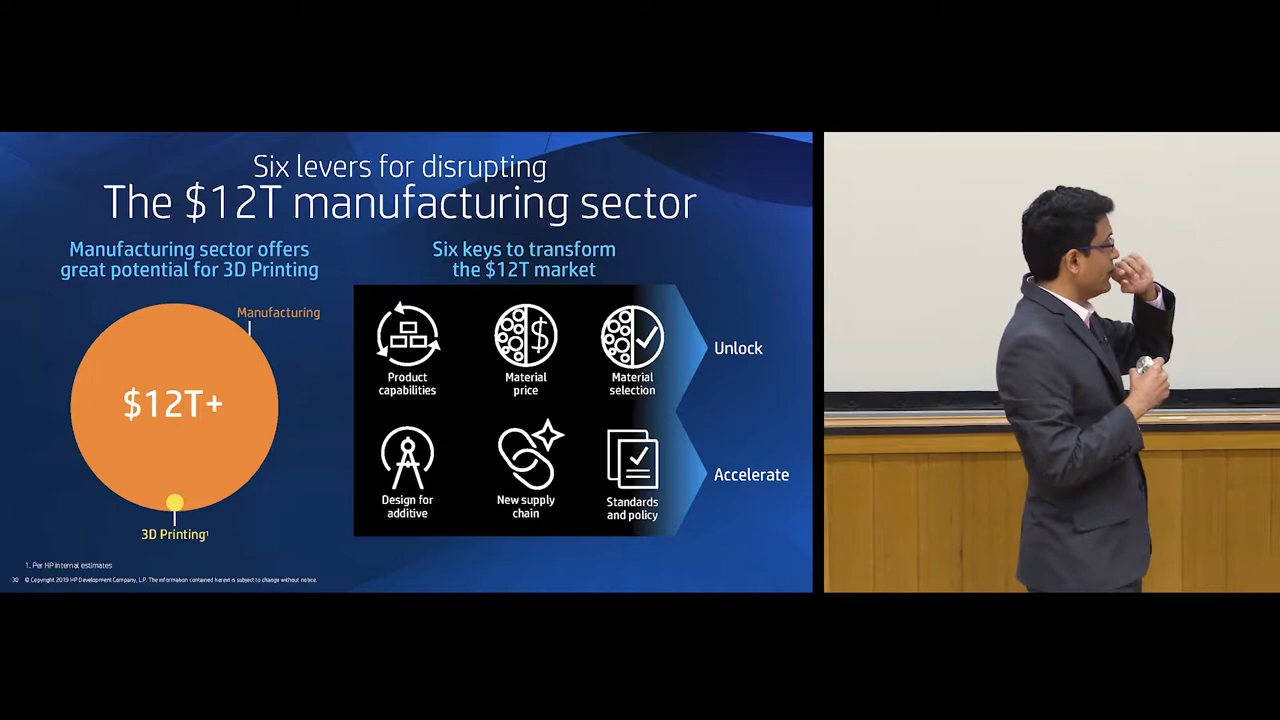 Six levers for disrupting
The $12T manufacturing sector
Manufacturing sector offers
great potential for 3D Printing
Manufacturing
$12T+
3D Printing¹
Six keys to transform
the $12T market
Product
capabilities
Material
price
Material
selection
Unlock
Design for
additive
New supply
chain
Standards
and policy
Accelerate
1. Per HP internal estimates
30 © Copyright 2019 HP Development Company, L.P. The information contained herein is subject to change without notice.